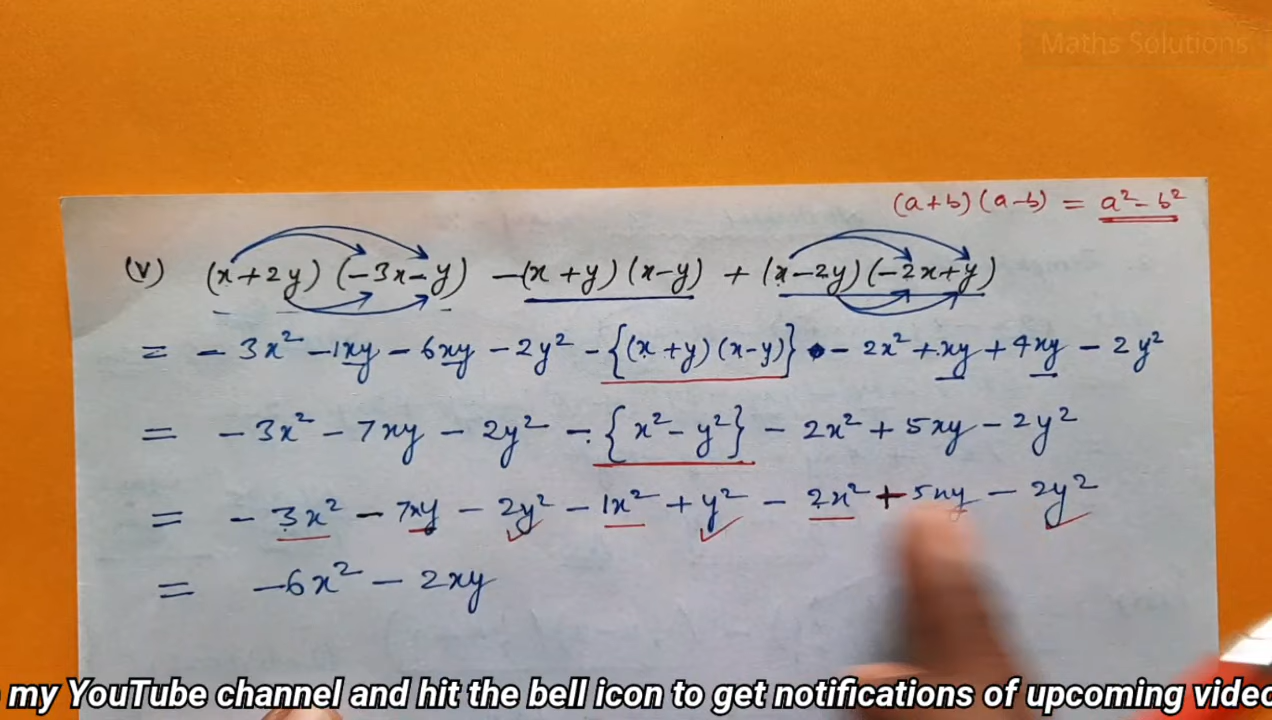 Maths Solutions
(a+b)(a-b) = a² - b²
(v) (x+2y)(-3x-y) -(x+y)(x-y) + (x-2y)(-2x+y)
= -3x² -1xy - 6xy - 2y² - {(x+y)(x-y)} - 2x² + xy + 4xy - 2y²
= -3x² - 7xy - 2y² - {x² - y²} - 2x² + 5xy - 2y²
= -3x² - 7xy - 2y² - 1x² + y² - 2x² + 5xy - 2y²
= -6x² - 2xy
my YouTube channel and hit the bell icon to get notifications of upcoming video